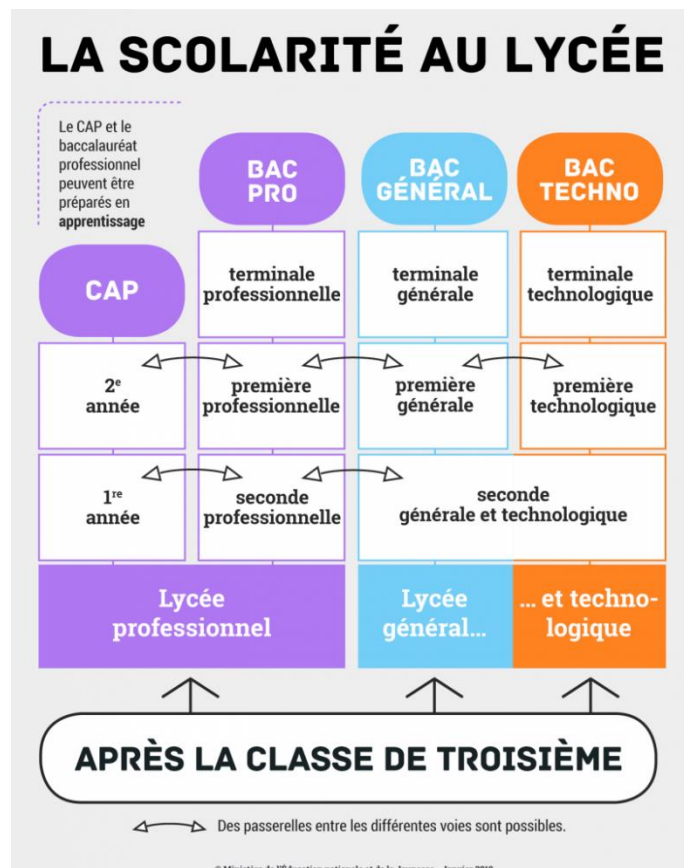 LA SCOLARITÉ AU LYCÉE
Le CAP et le
baccalauréat
professionnel
peuvent être
préparés en
apprentissage
BAC
PRO
BAC
GÉNÉRAL
BAC
TECHNO
CAP
terminale
professionnelle
terminale
générale
terminale
technologique
2e
année
première
professionnelle
première
générale
première
technologique
1re
année
seconde
professionnelle
seconde
générale et technologique
Lycée
professionnel
Lycée
général...
... et techno-
logique
APRÈS LA CLASSE DE TROISIÈME
Des passerelles entre les différentes voies sont possibles.